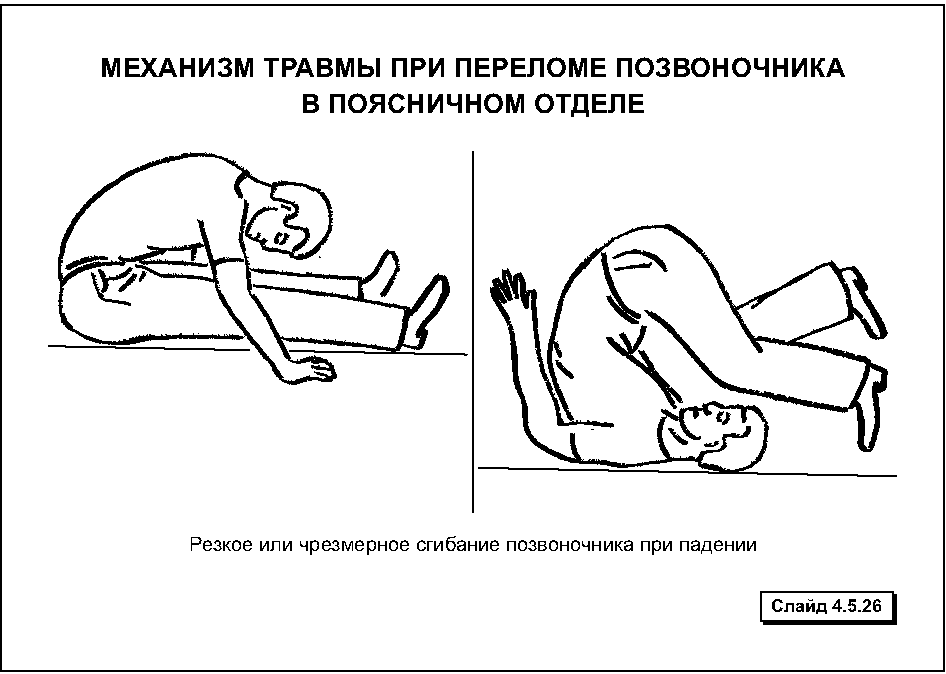 МЕХАНИЗМ ТРАВМЫ ПРИ ПЕРЕЛОМЕ ПОЗВОНОЧНИКА
В ПОЯСНИЧНОМ ОТДЕЛЕ
Резкое или чрезмерное сгибание позвоночника при падении
Слайд 4.5.26